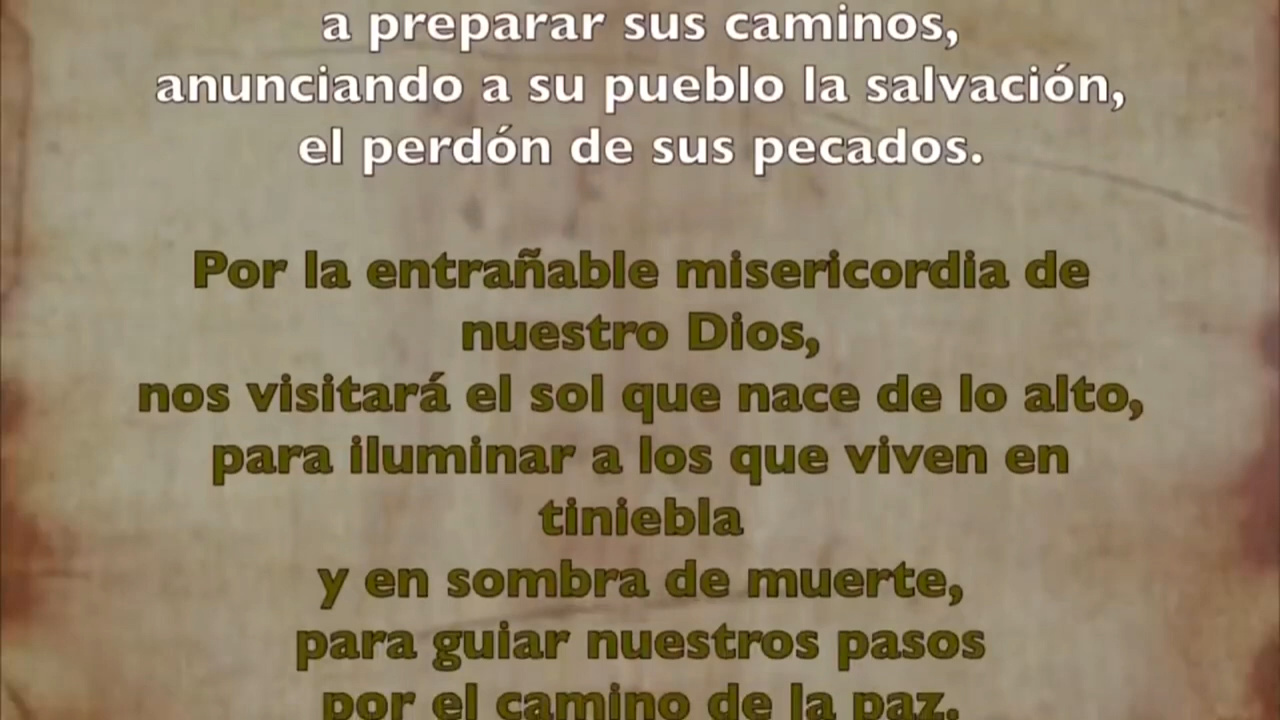 a preparar sus caminos,
anunciando a su pueblo la salvación,
el perdón de sus pecados.
Por la entrañable misericordia de
nuestro Dios,
nos visitará el sol que nace de lo alto,
para iluminar a los que viven en
tiniebla
y en sombra de muerte,
para guiar nuestros pasos
por el camino de la paz.